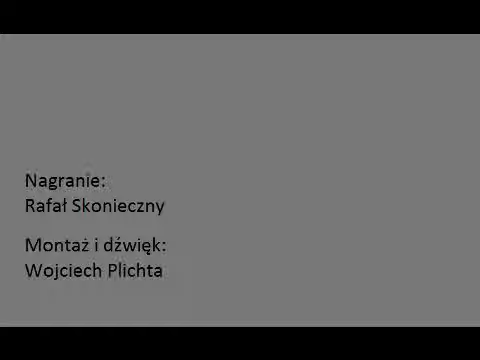 Nagranie:
Rafał Skonieczny
Montaż i dźwięk:
Wojciech Plichta